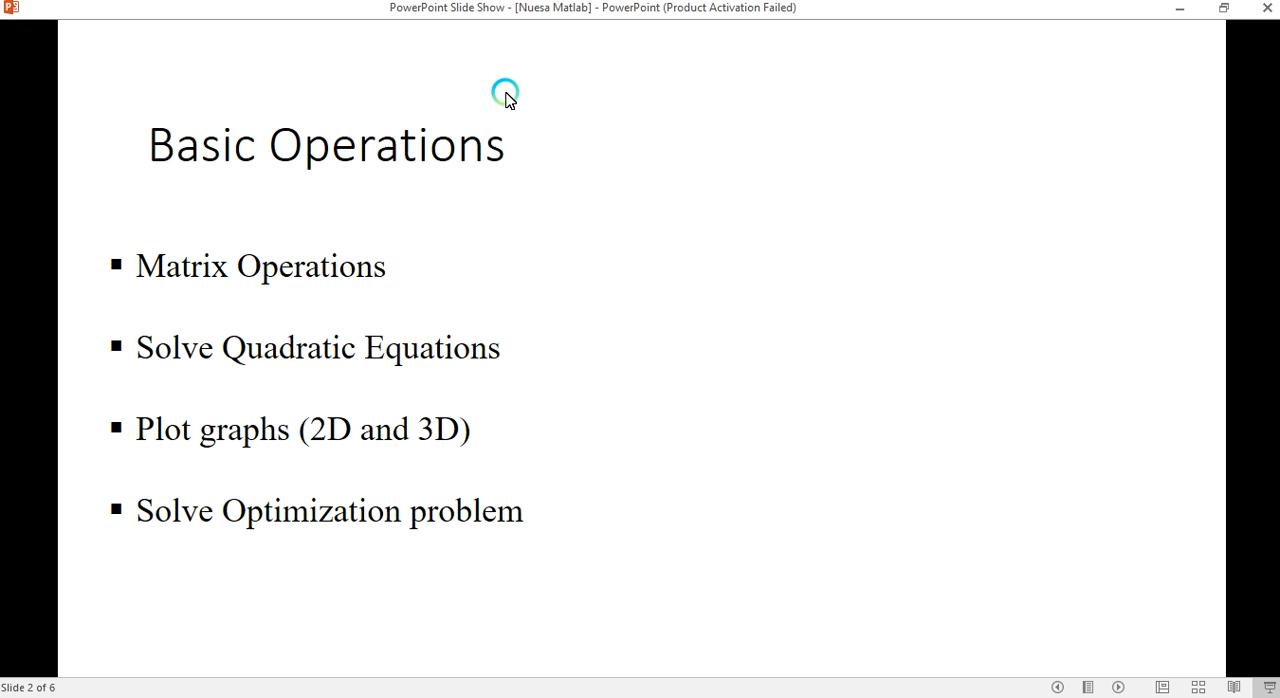 PowerPoint Slide Show - [Nuesa Matlab] - PowerPoint (Product Activation Failed)
Basic Operations
▪ Matrix Operations
▪ Solve Quadratic Equations
▪ Plot graphs (2D and 3D)
▪ Solve Optimization problem
Slide 2 of 6